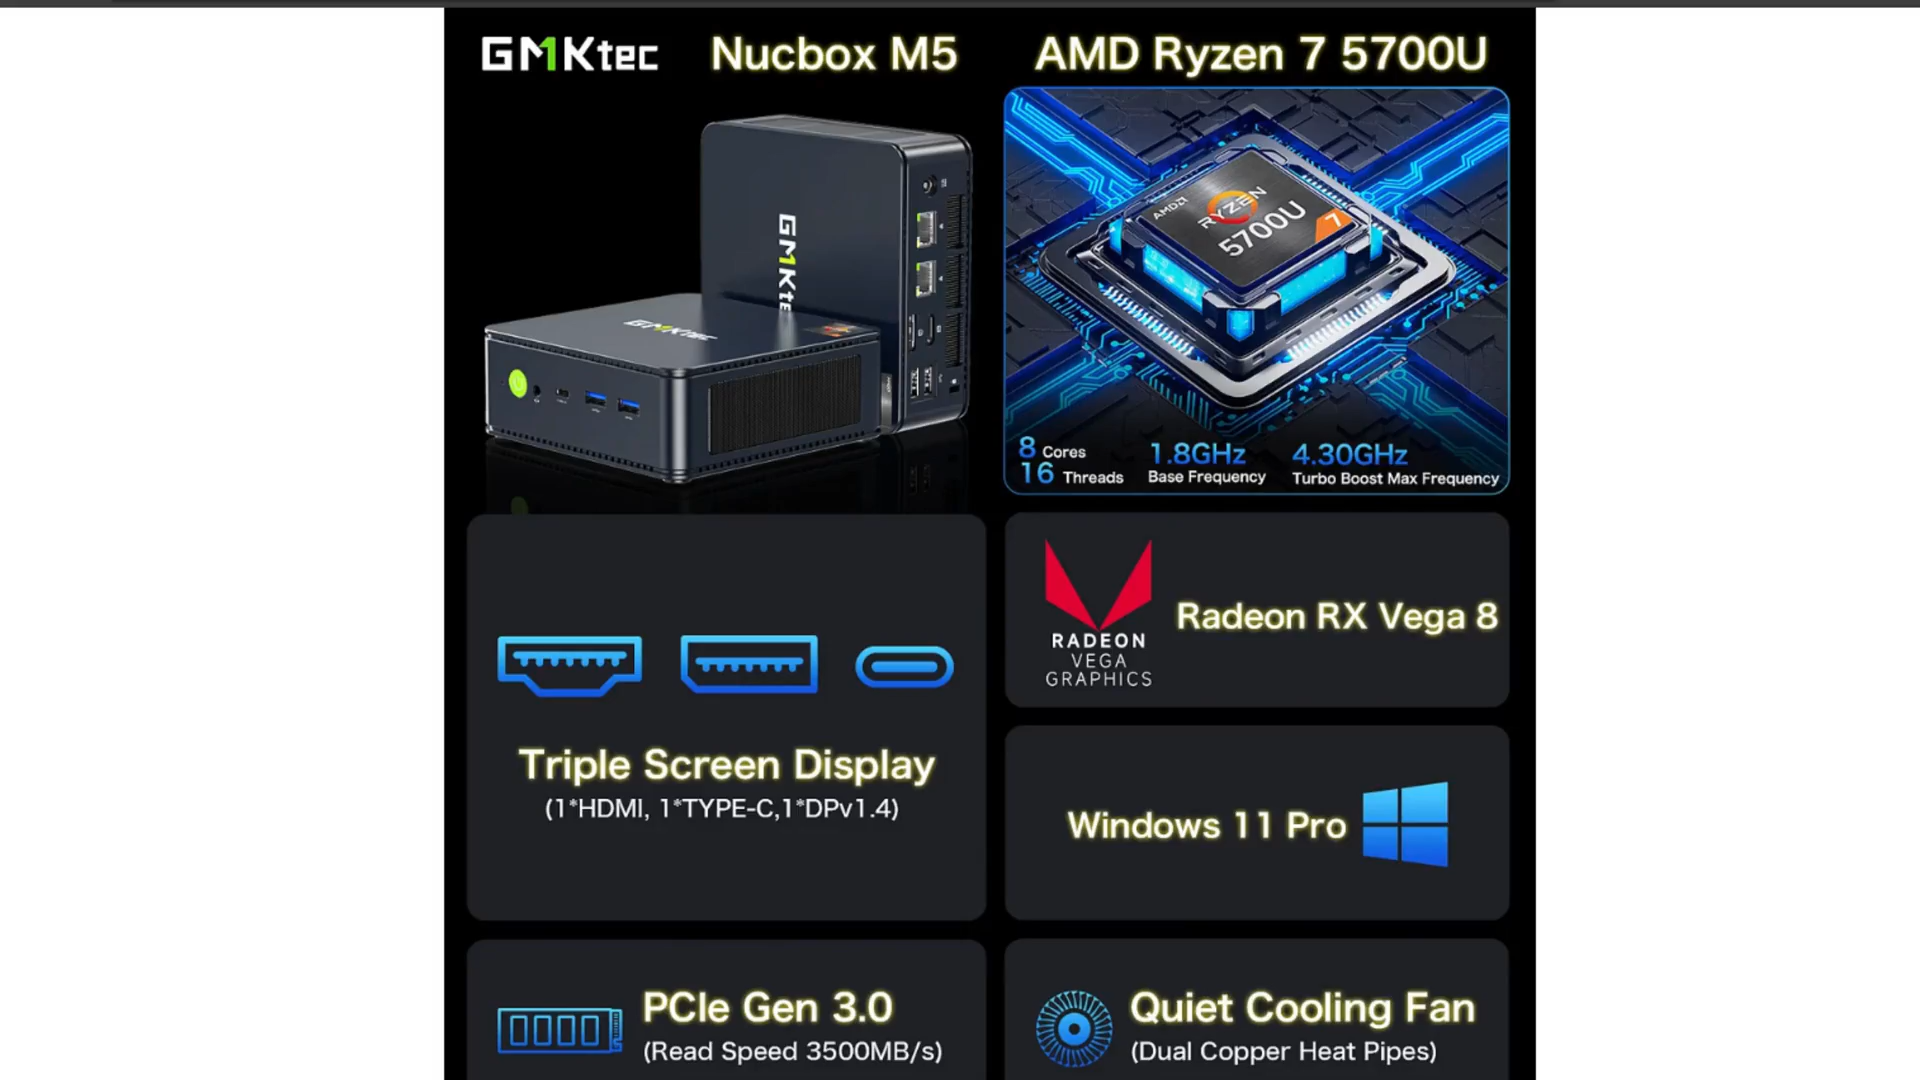 GMKtec
Nucbox M5
AMD Ryzen 7 5700U
GMKtec
GMKtec
AMD
RYZEN
7
5700U
8 Cores
16 Threads
1.8GHz
Base Frequency
4.30GHz
Turbo Boost Max Frequency
RADEON
VEGA
GRAPHICS
Radeon RX Vega 8
Triple Screen Display
(1*HDMI, 1*TYPE-C,1*DPv1.4)
Windows 11 Pro
PCIe Gen 3.0
(Read Speed 3500MB/s)
Quiet Cooling Fan
(Dual Copper Heat Pipes)